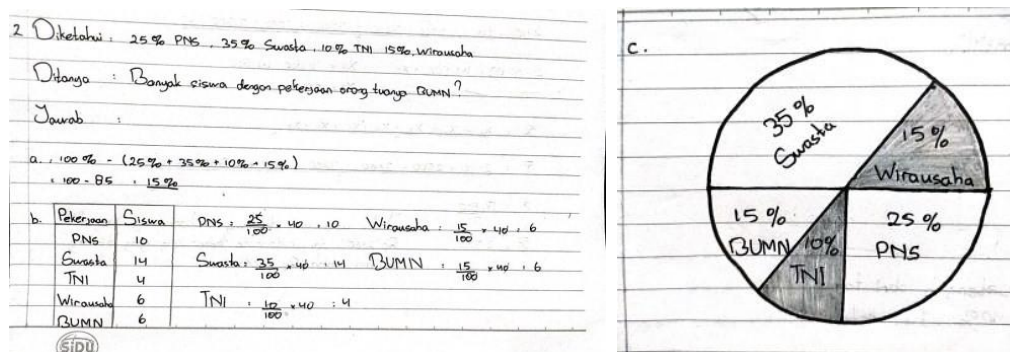 2 Diketahui : 25% PNS, 35% Swasta, 10% TNI 15%, Wirausaha
Ditanya : Banyak siswa dengan pekerjaan orang tuanya BUMN?
Jawab :
a. . 100% - (25% + 35% + 10% + 15%)
. 100 - 85 . 15%
b. Pekerjaan Siswa
PNS 10
Swasta 14
TNI 4
Wirausaha 6
BUMN 6
PNS : 25/100 × 40 . 10 Wirausaha : 15/100 × 40 . 6
Swasta : 35/100 × 40 . 14 BUMN : 15/100 × 40 . 6
TNI : 10/100 × 40 : 4
SIDU
c.
35%
Swasta
15%
Wirausaha
15%
BUMN
10%
TNI
25%
PNS